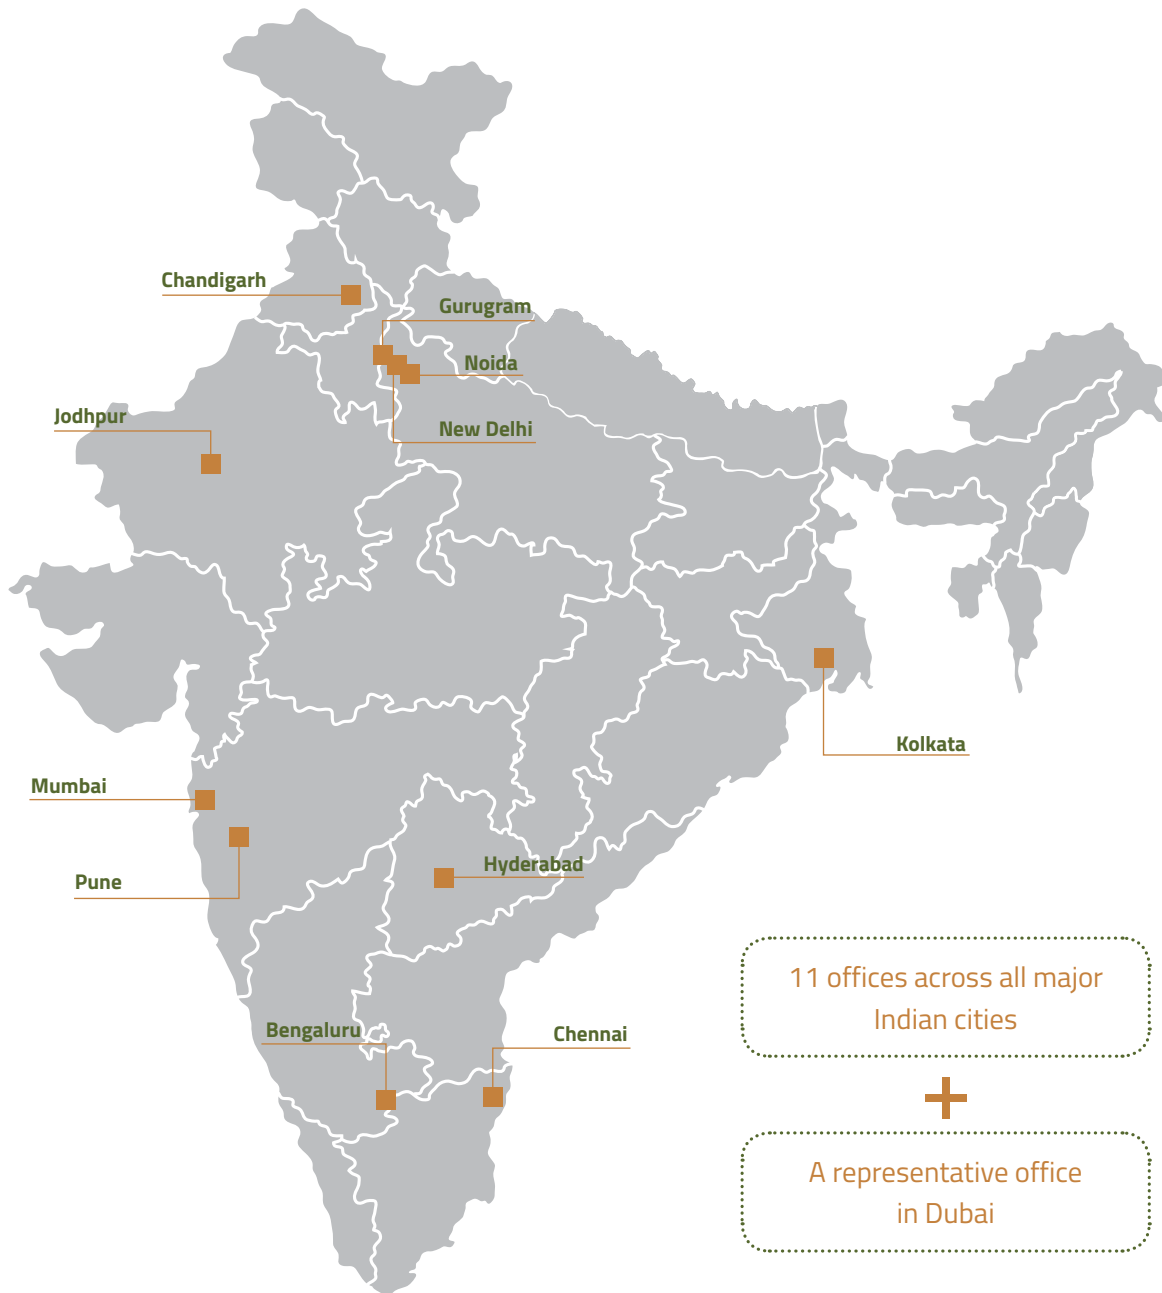 Chandigarh
Gurugram
Noida
Jodhpur
New Delhi
Kolkata
Mumbai
Hyderabad
Pune
11 offices across all major
Indian cities
Bengaluru
Chennai
+
A representative office
in Dubai